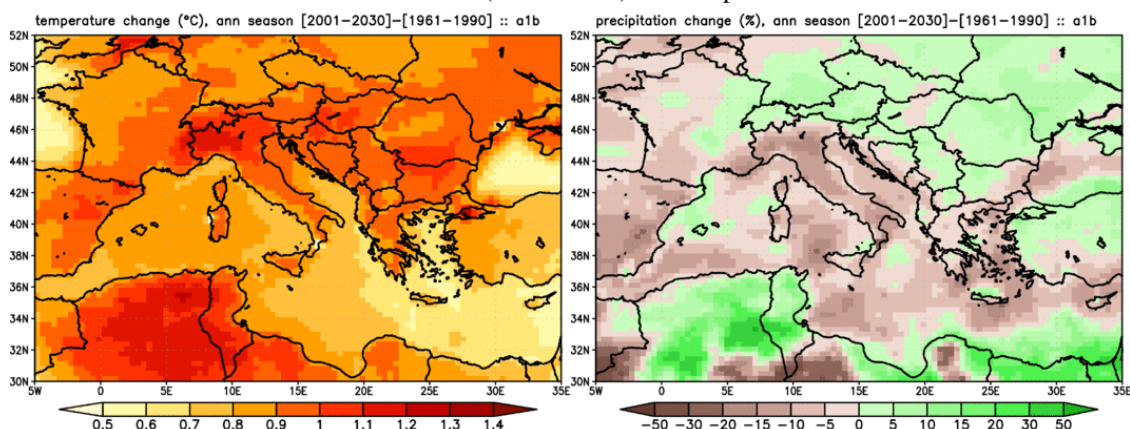 temperature change (ºC), ann season [2001−2030]−[1961−1990] :: a1b
52N
50N
48N
46N
44N
42N
40N
38N
36N
34N
32N
30N
5W 0 5E 10E 15E 20E 25E 30E 35E
0.5 0.6 0.7 0.8 0.9 1 1.1 1.2 1.3 1.4
precipitation change (%), ann season [2001−2030]−[1961−1990] :: a1b
52N
50N
48N
46N
44N
42N
40N
38N
36N
34N
32N
30N
5W 0 5E 10E 15E 20E 25E 30E 35E
−50 −30 −20 −15 −10 −5 0 5 10 15 20 30 50